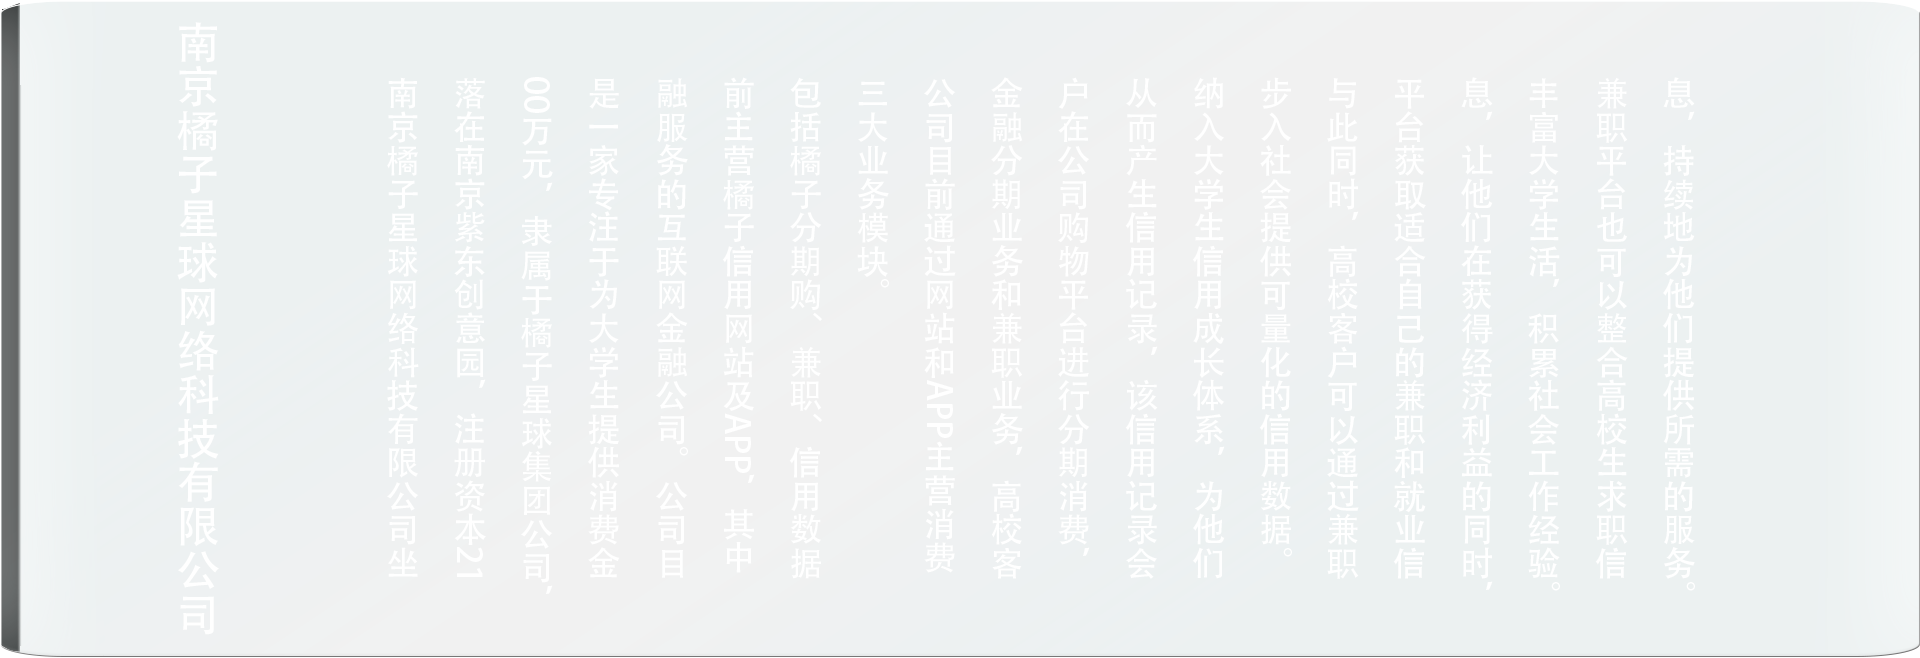 南京橘子星球网络科技有限公司
南京橘子星球网络科技有限公司坐
落在南京紫东创意园，注册资本21
00万元，隶属于橘子星球集团公司，
是一家专注于为大学生提供消费金
融服务的互联网金融公司。公司目
前主营橘子信用网站及APP，其中
包括橘子分期购、兼职、信用数据
三大业务模块。
公司目前通过网站和APP主营消费
金融分期业务和兼职业务，高校客
户在公司购物平台进行分期消费，
从而产生信用记录，该信用记录会
纳入大学生信用成长体系，为他们
步入社会提供可量化的信用数据。
与此同时，高校客户可以通过兼职
平台获取适合自己的兼职和就业信
息，让他们在获得经济利益的同时，
丰富大学生活，积累社会工作经验。
兼职平台也可以整合高校生求职信
息，持续地为他们提供所需的服务。